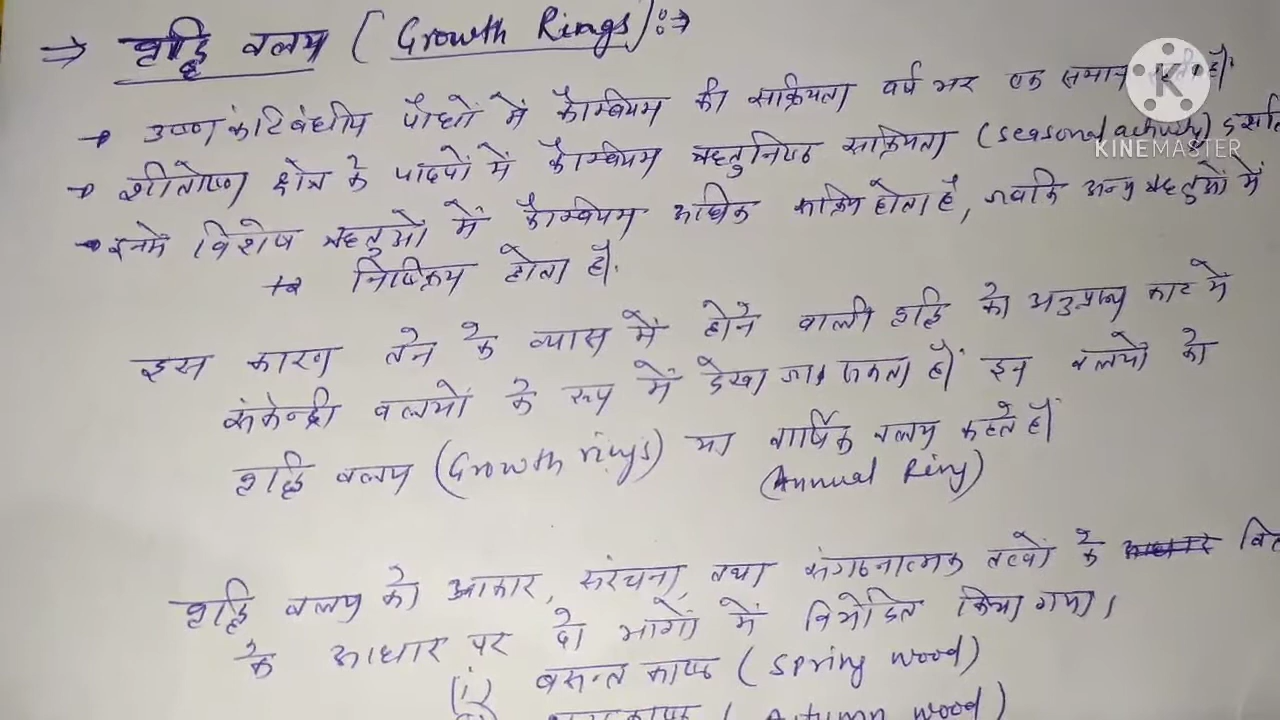 ⇒ वृद्धि वलय (Growth Rings):→
→ उष्णकटिबंधीय पौधों में कैम्बियम की सक्रियता वर्ष भर एक समान है।
→ शीतोष्ण क्षेत्र के पादपों में कैम्बियम ऋतुनिष्ठ सक्रियता (seasonal activity)
→ इनमें विशेष ऋतुओ में कैम्बियम अधिक सक्रिय होता है, जबकि अन्य ऋतुओं में
निष्क्रिय होता है।
इस कारण तने के व्यास में होने वाली वृद्धि को अनुप्रस्थ काट में
संकेन्द्री वलयों के रूप में देखा जा सकता है। इन वलयों को
वृद्धि वलय (Growth rings) या वार्षिक वलय कहते है।
(Annual Ring)
वृद्धि वलय को आकार, संरचना, तथा संगठनात्मक तत्वों के
के आधार पर दो भागों में विभेदित किया गया।
(i) बसन्त काष्ठ (Spring wood)
(Autumn wood)
KINEMASTER